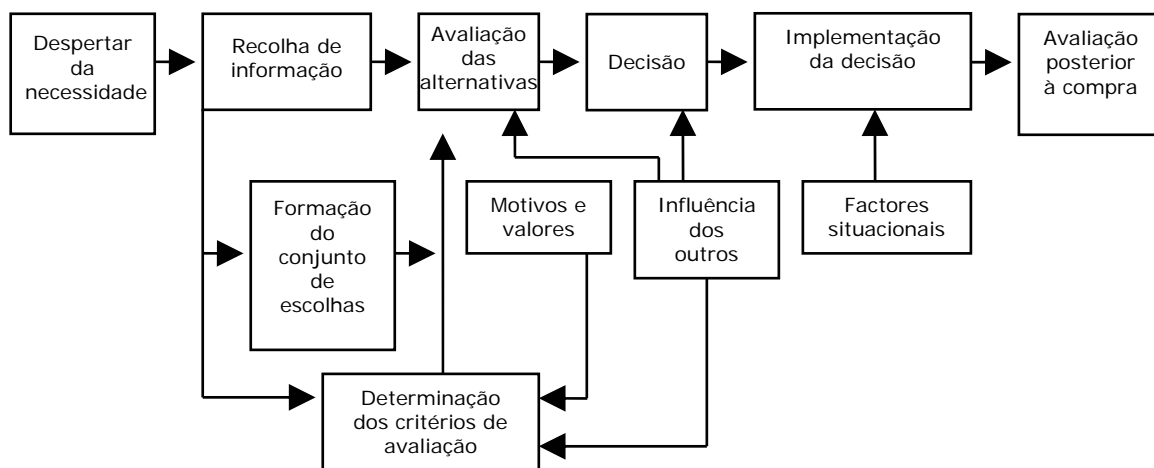 Despertar
da
necessidade
Recolha de
informação
Avaliação
das
alternativas
Decisão
Implementação
da decisão
Avaliação
posterior
à compra
Formação
do
conjunto
de
escolhas
Motivos e
valores
Influência
dos
outros
Factores
situacionais
Determinação
dos critérios de
avaliação